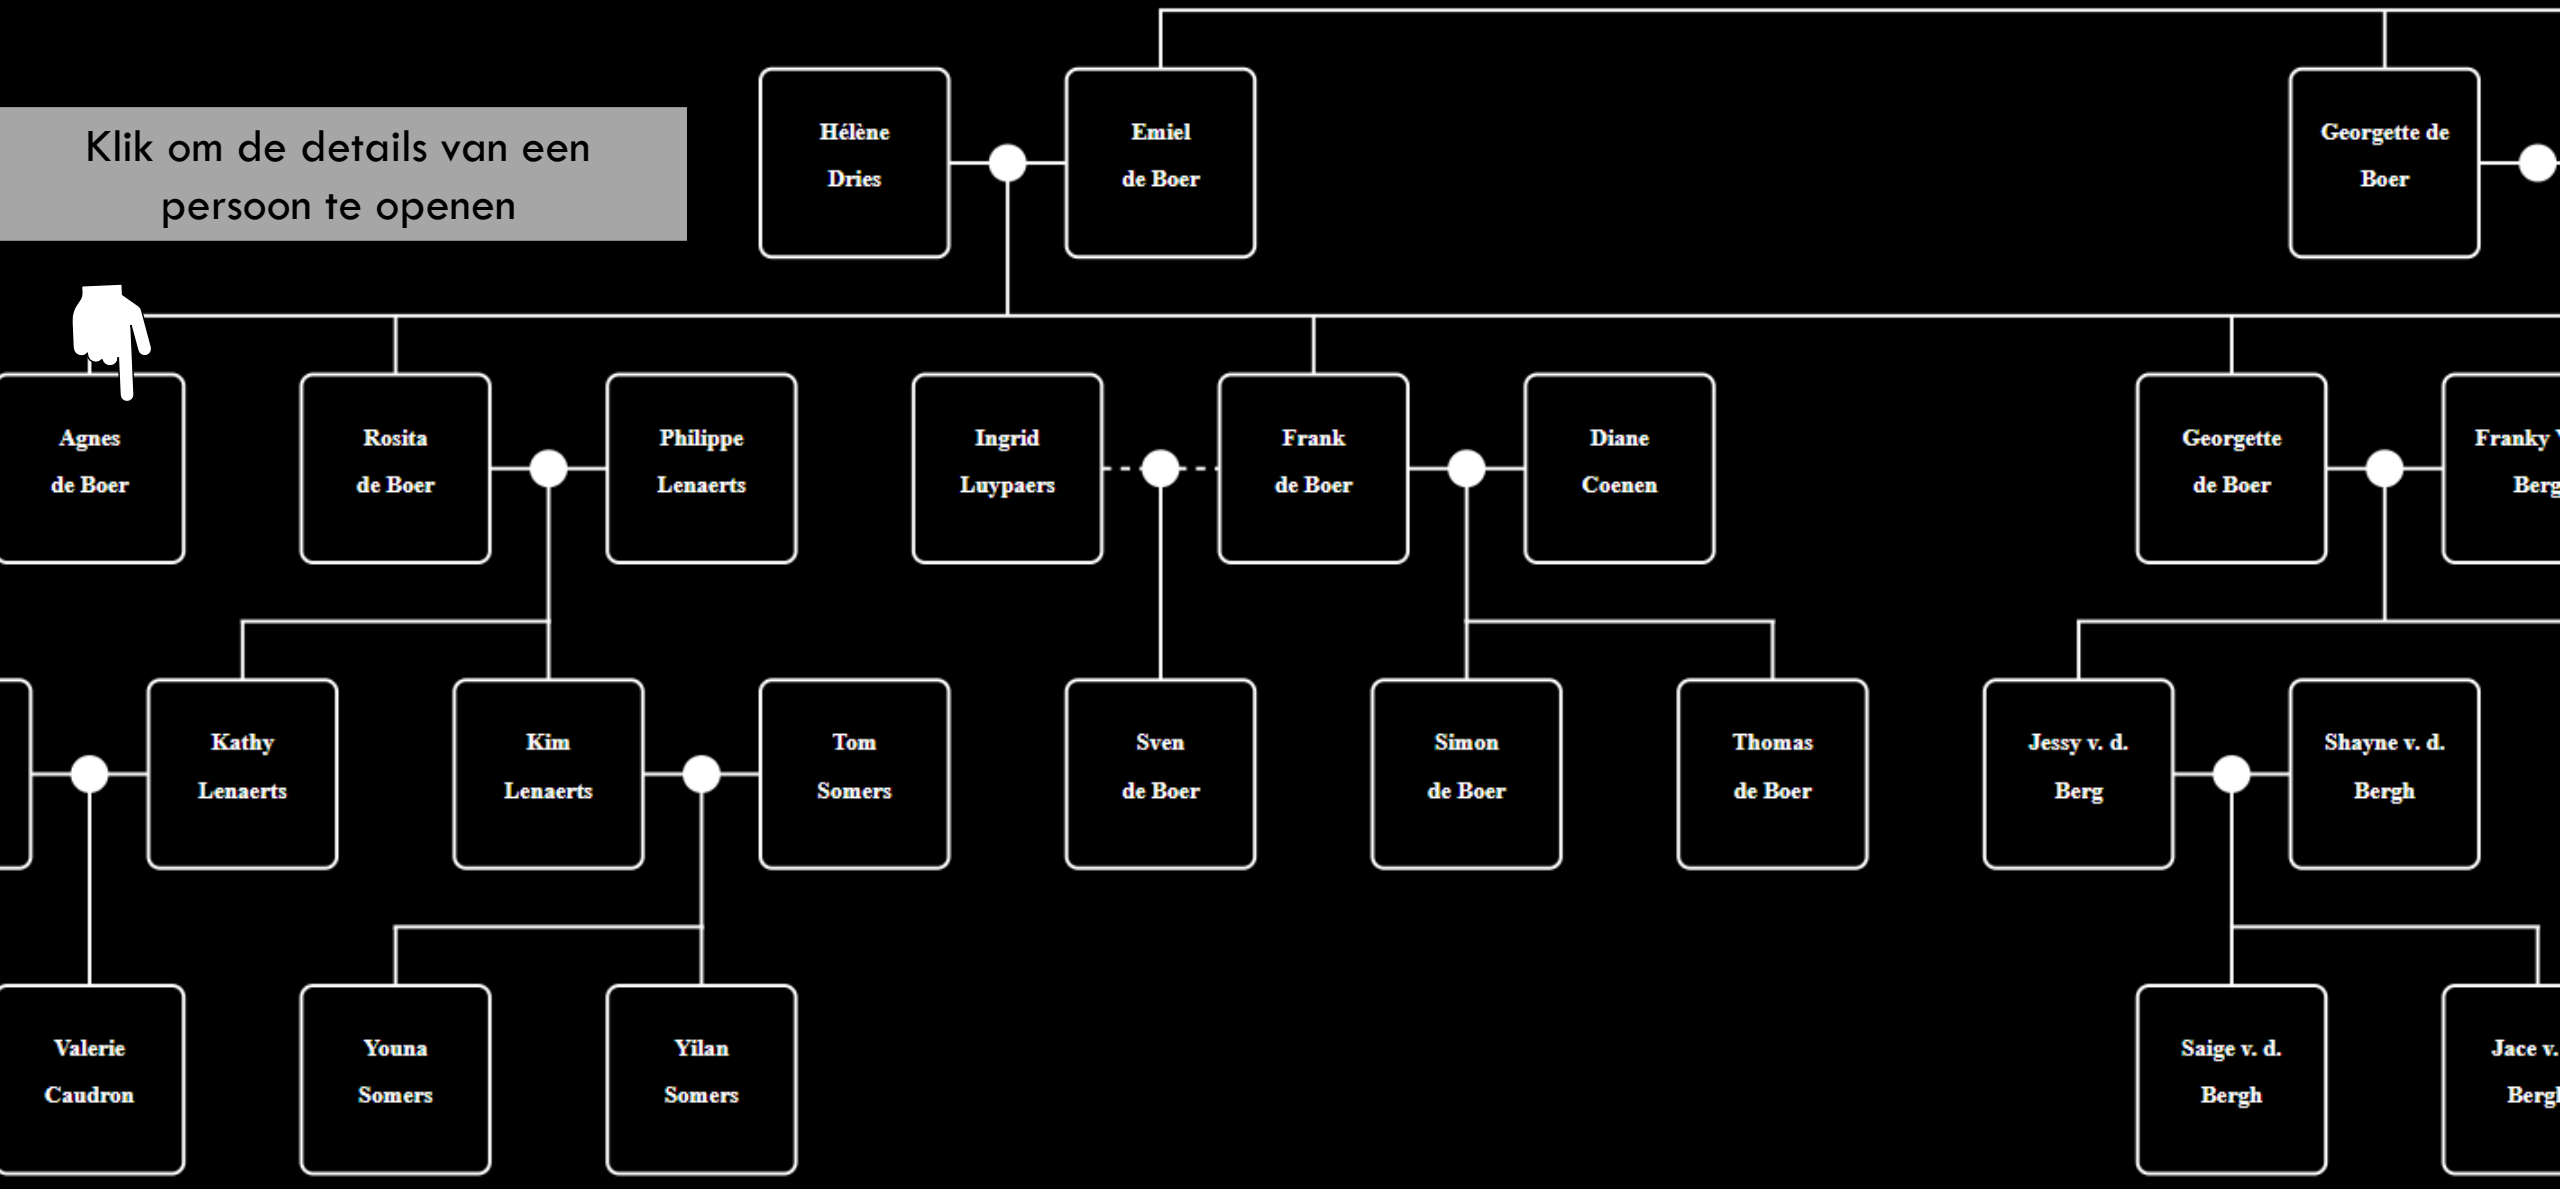 Klik om de details van een
persoon te openen
Hélène
Dries
Emiel
de Boer
Georgette de
Boer
Agnes
de Boer
Rosita
de Boer
Philippe
Lenaerts
Ingrid
Luypaers
Frank
de Boer
Diane
Coenen
Georgette
de Boer
Franky
Kathy
Lenaerts
Kim
Lenaerts
Tom
Somers
Sven
de Boer
Simon
de Boer
Thomas
de Boer
Jessy v. d.
Berg
Shayne v. d.
Bergh
Valerie
Caudron
Youna
Somers
Yilan
Somers
Saige v. d.
Bergh
Jace v.